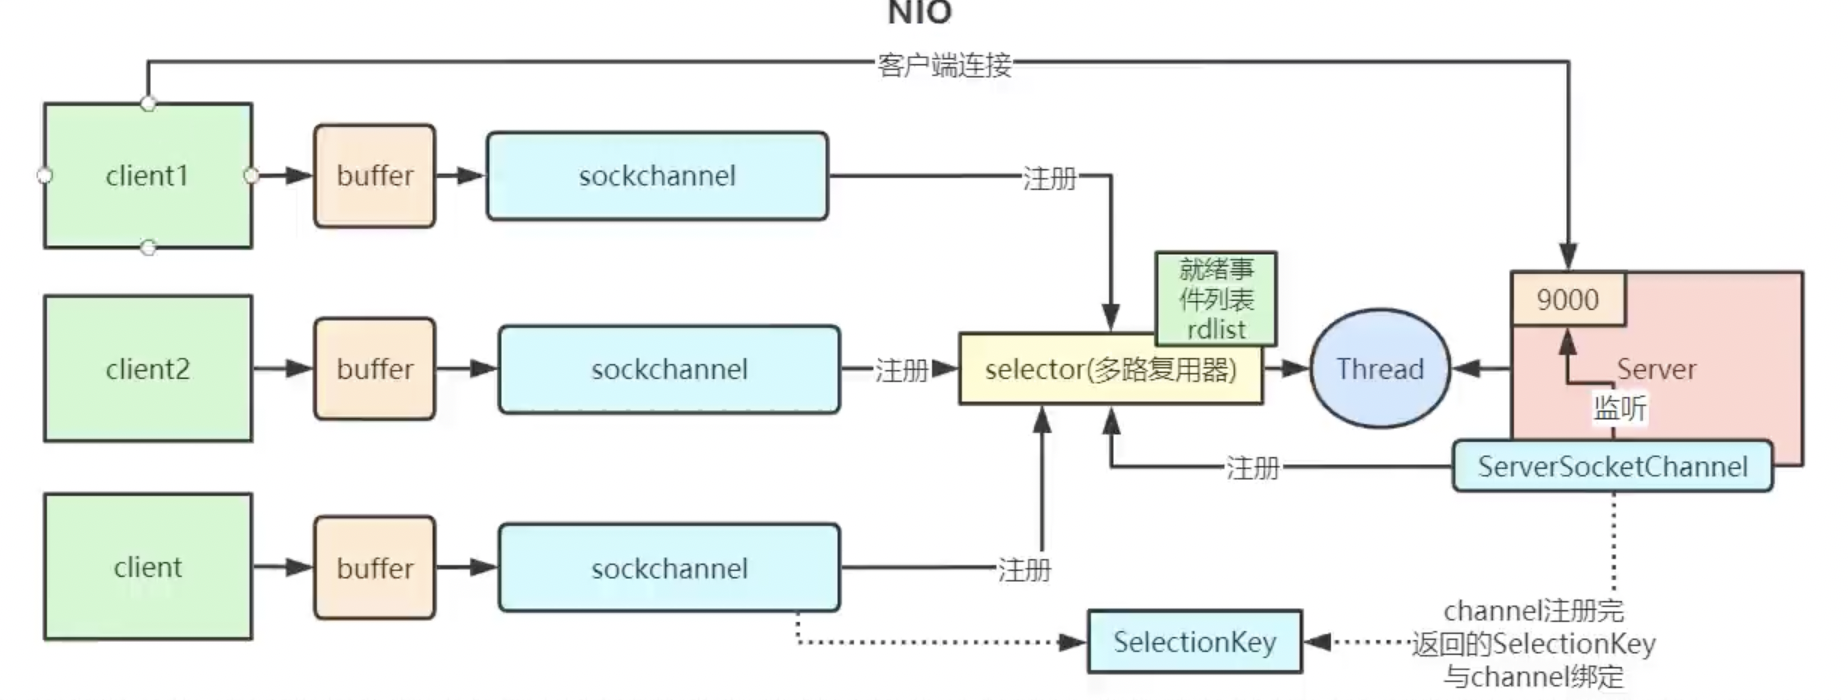 NIO
客户端连接
client1
buffer
sockchannel
注册
就绪事
件列表
rdlist
9000
client2
buffer
sockchannel
注册
selector(多路复用器)
Thread
Server
监听
注册
ServerSocketChannel
client
buffer
sockchannel
注册
SelectionKey
channel注册完
返回的SelectionKey
与channel绑定